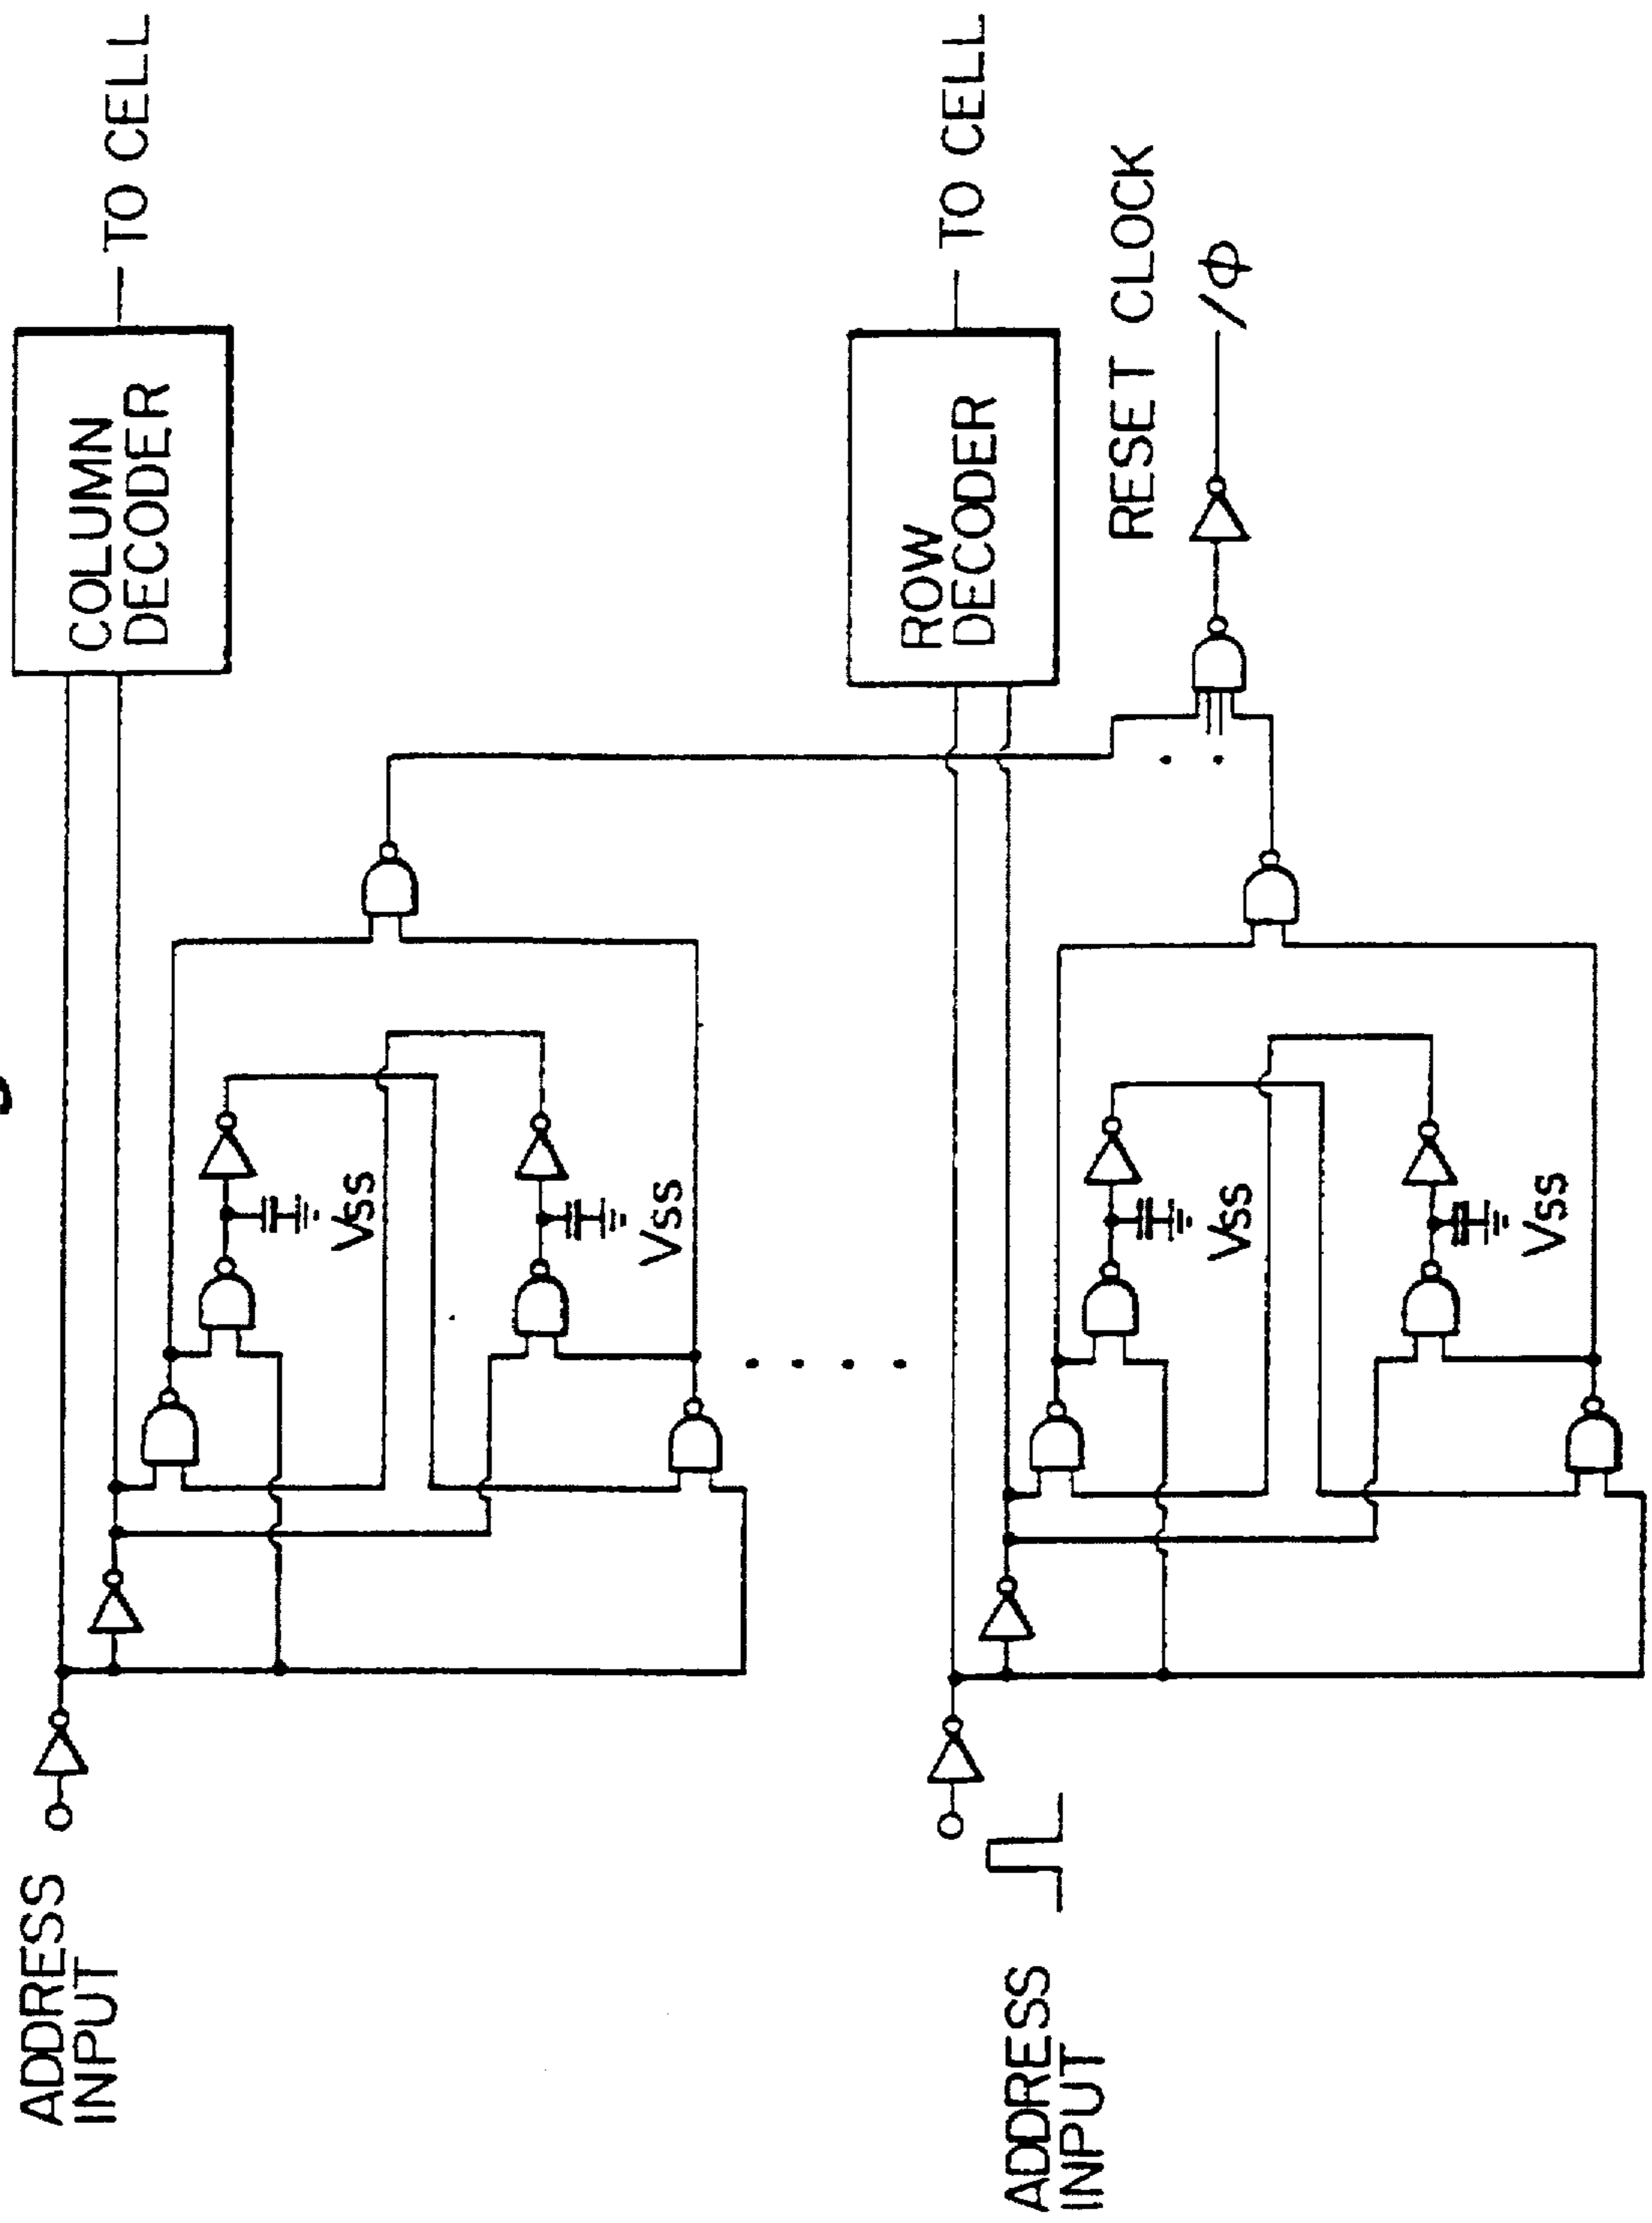 ADDRESS
INPUT
COLUMN
DECODER
TO CELL
VSS
VSS
ADDRESS
INPUT
ROW
DECODER
TO CELL
RESET CLOCK
/Φ
VSS
VSS